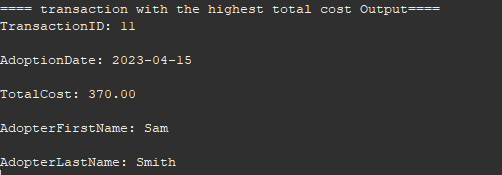 ==== transaction with the highest total cost Output====
TransactionID: 11
AdoptionDate: 2023-04-15
TotalCost: 370.00
AdopterFirstName: Sam
AdopterLastName: Smith